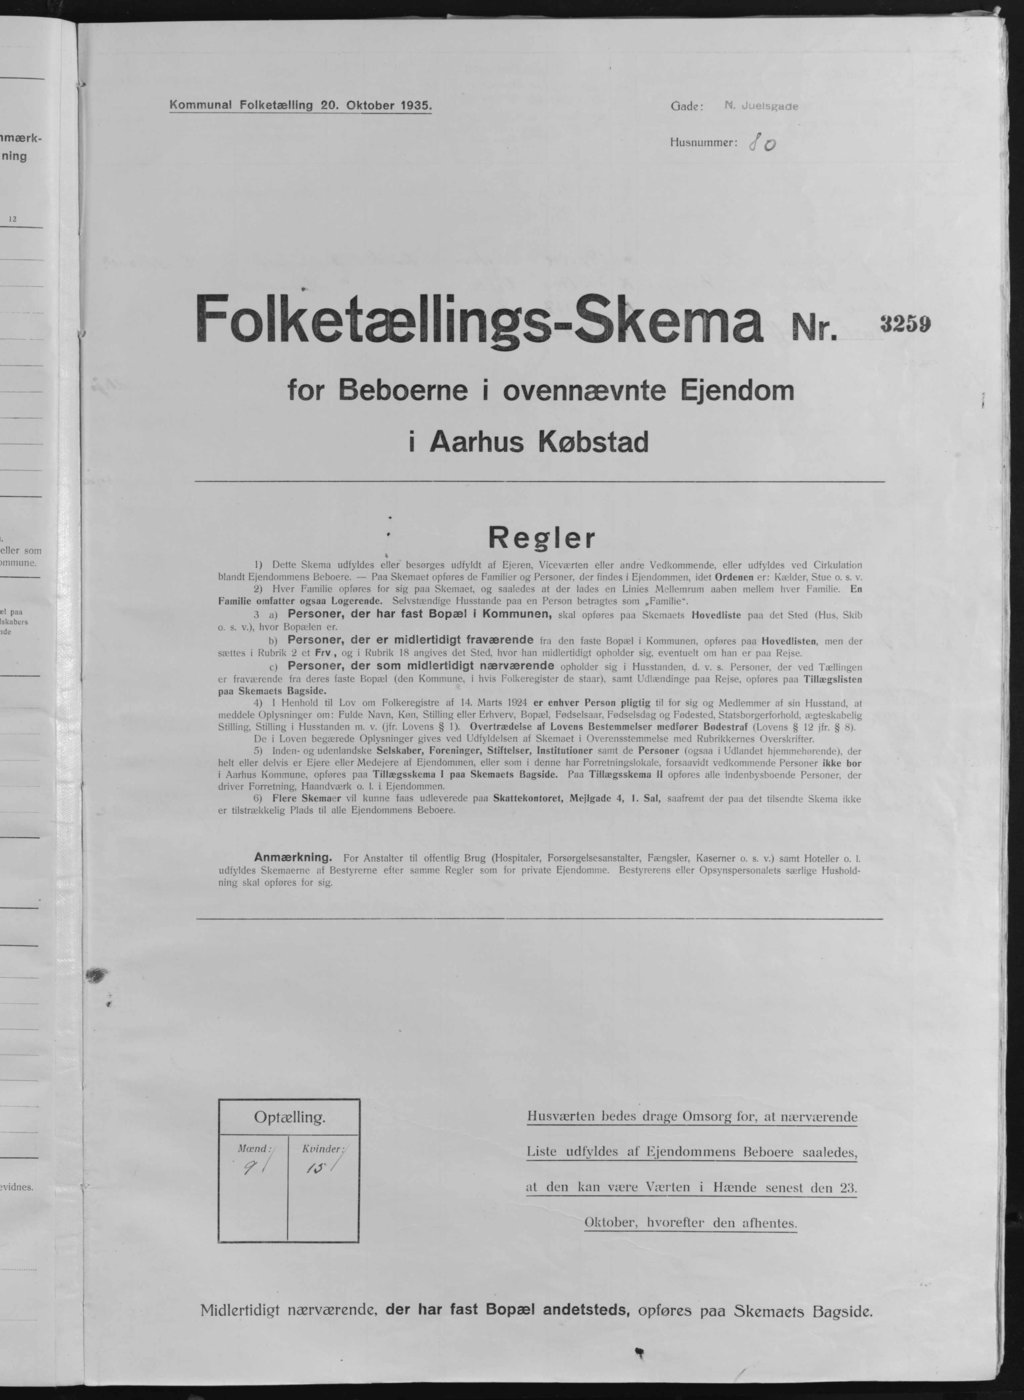 Kommunal Folketælling 20. Oktober 1935.
Gade: N. Juelsgade
Husnummer: 80
Folketællings-Skema Nr. 3259
for Beboerne i ovennævnte Ejendom
i Aarhus Købstad
Regler
1) Dette Skema udfyldes eller besørges udfyldt af Ejeren, Viceværten eller andre Vedkommende, eller udfyldes ved Cirkulation
blandt Ejendommens Beboere. — Paa Skemaet opføres de Familier og Personer, der findes i Ejendommen, idet Ordenen er: Kælder, Stue o. s. v.
2) Hver Familie opføres for sig paa Skemaet, og saaledes at der lades en Linies Mellemrum aaben mellem hver Familie. En
Familie omfatter ogsaa Logerende. Selvstændige Husstande paa en Person betragtes som „Familie“.
3 a) Personer, der har fast Bopæl i Kommunen, skal opføres paa Skemaets Hovedliste paa det Sted (Hus, Skib
o. s. v.), hvor Bopælen er.
b) Personer, der er midlertidigt fraværende fra den faste Bopæl i Kommunen, opføres paa Hovedlisten, men der
sættes i Rubrik 2 et Frv, og i Rubrik 18 angives det Sted, hvor han midlertidigt opholder sig, eventuelt om han er paa Rejse.
c) Personer, der som midlertidigt nærværende opholder sig i Husstanden, d. v. s. Personer, der ved Tællingen
er fraværende fra deres faste Bopæl (den Kommune, i hvis Folkeregister de staar), samt Udlændinge paa Rejse, opføres paa Tillægslisten
paa Skemaets Bagside.
4) I Henhold til Lov om Folkeregistre af 14. Marts 1924 er enhver Person pligtig til for sig og Medlemmer af sin Husstand, at
meddele Oplysninger om: Fulde Navn, Køn, Stilling eller Erhverv, Bopæl, Fødselsaar, Fødselsdag og Fødested, Statsborgerforhold, ægteskabelig
Stilling, Stilling i Husstanden m. v. (jfr. Lovens § 1). Overtrædelse af Lovens Bestemmelser medfører Bødestraf (Lovens § 12 jfr. § 8).
De i Loven begærede Oplysninger gives ved Udfyldelsen af Skemaet i Overensstemmelse med Rubrikkernes Overskrifter.
5) Inden- og udenlandske Selskaber, Foreninger, Stiftelser, Institutioner samt de Personer (ogsaa i Udlandet hjemmehørende), der
helt eller delvis er Ejere eller Medejere af Ejendommen, eller som i denne har Forretningslokale, forsaavidt vedkommende Personer ikke bor
i Aarhus Kommune, opføres paa Tillægsskema I paa Skemaets Bagside. Paa Tillægsskema II opføres alle indenbysboende Personer, der
driver Forretning, Haandværk o. l. i Ejendommen.
6) Flere Skemaer vil kunne faas udleverede paa Skattekontoret, Mejlgade 4, 1. Sal, saafremt der paa det tilsendte Skema ikke
er tilstrækkelig Plads til alle Ejendommens Beboere.
Anmærkning. For Anstalter til offentlig Brug (Hospitaler, Forsørgelsesanstalter, Fængsler, Kaserner o. s. v.) samt Hoteller o. l.
udfyldes Skemaerne af Bestyrerne efter samme Regler som for private Ejendomme. Bestyrerens eller Opsynspersonalets særlige Hushold-
ning skal opføres for sig.
Optælling.
Mænd: Kvinder:
9 15
Husværten bedes drage Omsorg for, at nærværende
Liste udfyldes af Ejendommens Beboere saaledes,
at den kan være Værten i Hænde senest den 23.
Oktober, hvorefter den afhentes.
Midlertidigt nærværende, der har fast Bopæl andetsteds, opføres paa Skemaets Bagside.
ning
12
eller som
paa
evidnes.